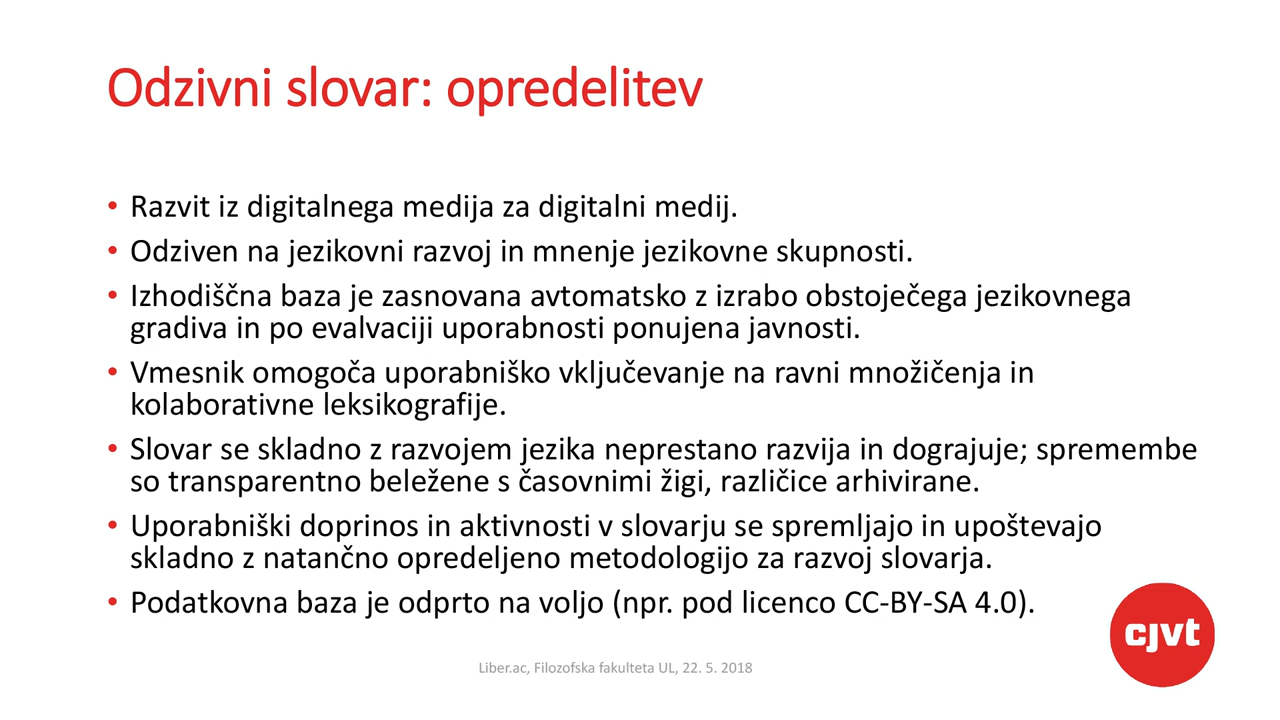 Odzivni slovar: opredelitev
• Razvit iz digitalnega medija za digitalni medij.
• Odziven na jezikovni razvoj in mnenje jezikovne skupnosti.
• Izhodiščna baza je zasnovana avtomatsko z izrabo obstoječega jezikovnega
gradiva in po evalvaciji uporabnosti ponujena javnosti.
• Vmesnik omogoča uporabniško vključevanje na ravni množičenja in
kolaborativne leksikografije.
• Slovar se skladno z razvojem jezika neprestano razvija in dograjuje; spremembe
so transparentno beležene s časovnimi žigi, različice arhivirane.
• Uporabniški doprinos in aktivnosti v slovarju se spremljajo in upoštevajo
skladno z natančno opredeljeno metodologijo za razvoj slovarja.
• Podatkovna baza je odprto na voljo (npr. pod licenco CC-BY-SA 4.0).
cjvt
Liber.ac, Filozofska fakulteta UL, 22. 5. 2018